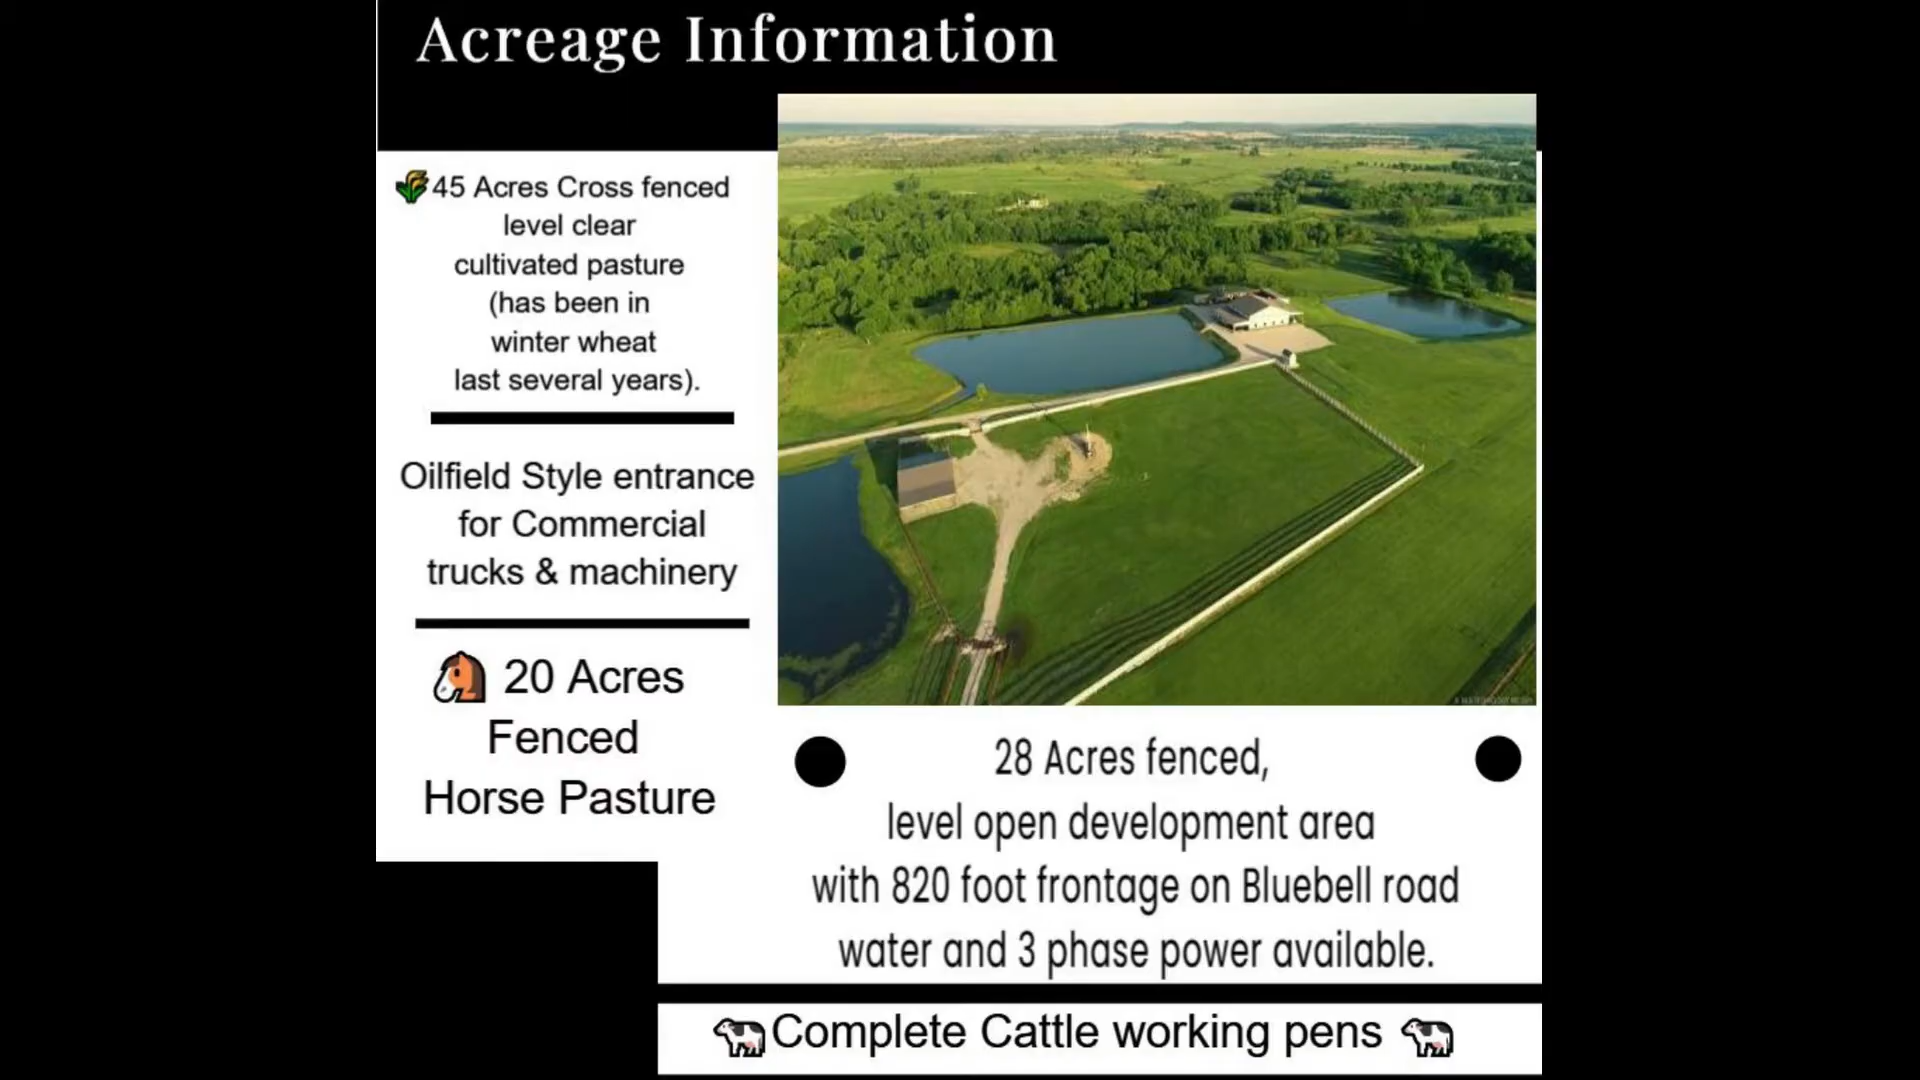 Acreage Information
45 Acres Cross fenced
level clear
cultivated pasture
(has been in
winter wheat
last several years).
Oilfield Style entrance
for Commercial
trucks & machinery
20 Acres
Fenced
Horse Pasture
28 Acres fenced,
level open development area
with 820 foot frontage on Bluebell road
water and 3 phase power available.
Complete Cattle working pens